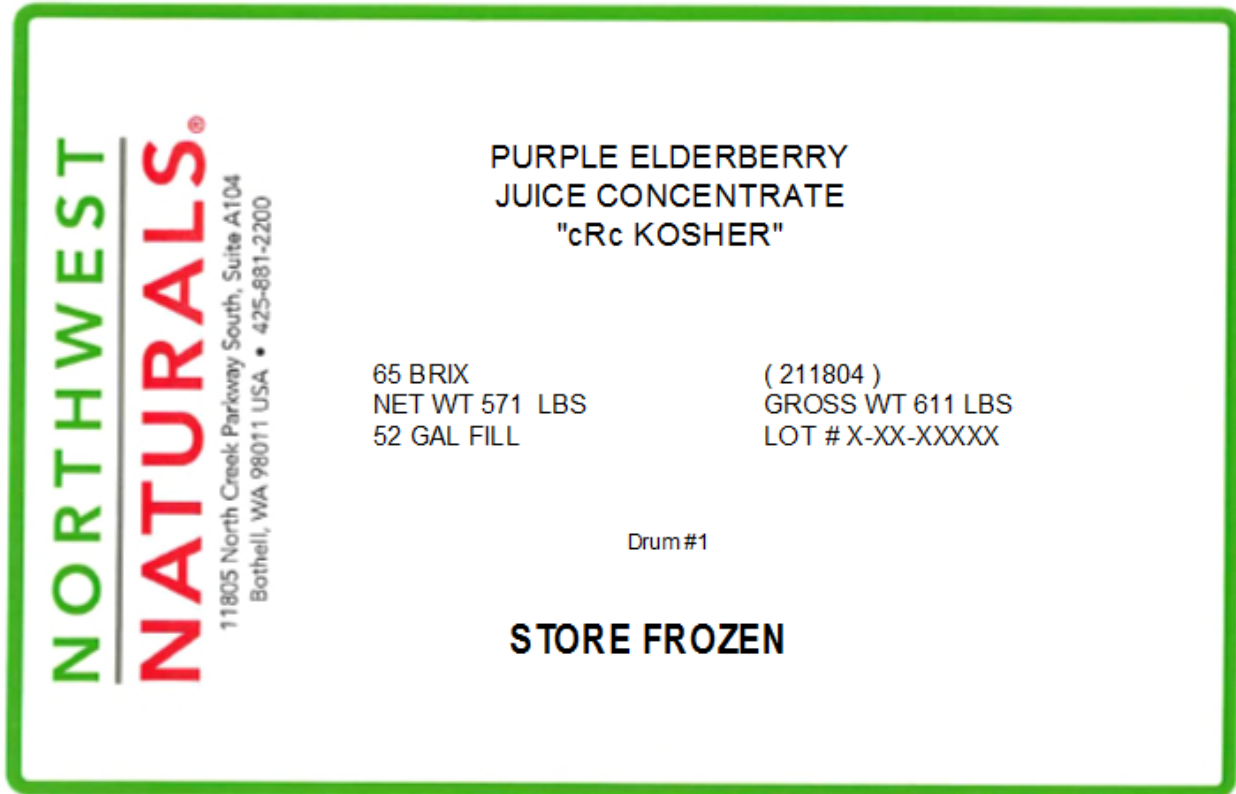 NORTHWEST
NATURALS®
11805 North Creek Parkway South, Suite A104
Bothell, WA 98011 USA • 425-881-2200
PURPLE ELDERBERRY
JUICE CONCENTRATE
"cRc KOSHER"
65 BRIX
NET WT 571 LBS
52 GAL FILL
( 211804 )
GROSS WT 611 LBS
LOT # X-XX-XXXXX
Drum #1
STORE FROZEN